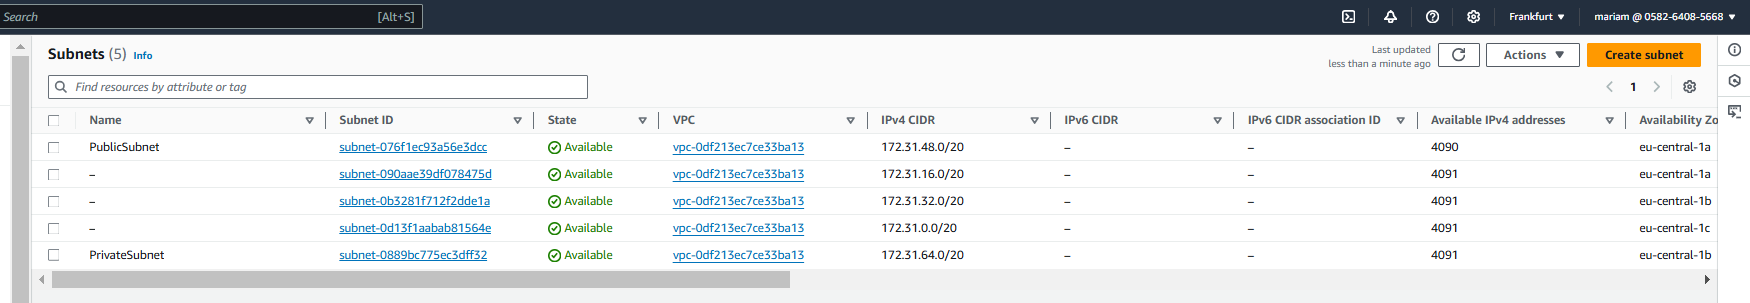 Search [Alt+S] Frankfurt ▼ mariam @ 0582-6408-5668 ▼
Subnets (5) Info Last updated less than a minute ago Actions ▼ Create subnet
Find resources by attribute or tag 1
Name Subnet ID State VPC IPv4 CIDR IPv6 CIDR IPv6 CIDR association ID Available IPv4 addresses Availability Zo
PublicSubnet subnet-076f1ec93a56e3dcc Available vpc-0df213ec7ce33ba13 172.31.48.0/20 – – 4090 eu-central-1a
– subnet-090aae39df078475d Available vpc-0df213ec7ce33ba13 172.31.16.0/20 – – 4091 eu-central-1a
– subnet-0b3281f712f2dde1a Available vpc-0df213ec7ce33ba13 172.31.32.0/20 – – 4091 eu-central-1b
– subnet-0d13f1aabab81564e Available vpc-0df213ec7ce33ba13 172.31.0.0/20 – – 4091 eu-central-1c
PrivateSubnet subnet-0889bc775ec3dff32 Available vpc-0df213ec7ce33ba13 172.31.64.0/20 – – 4091 eu-central-1b